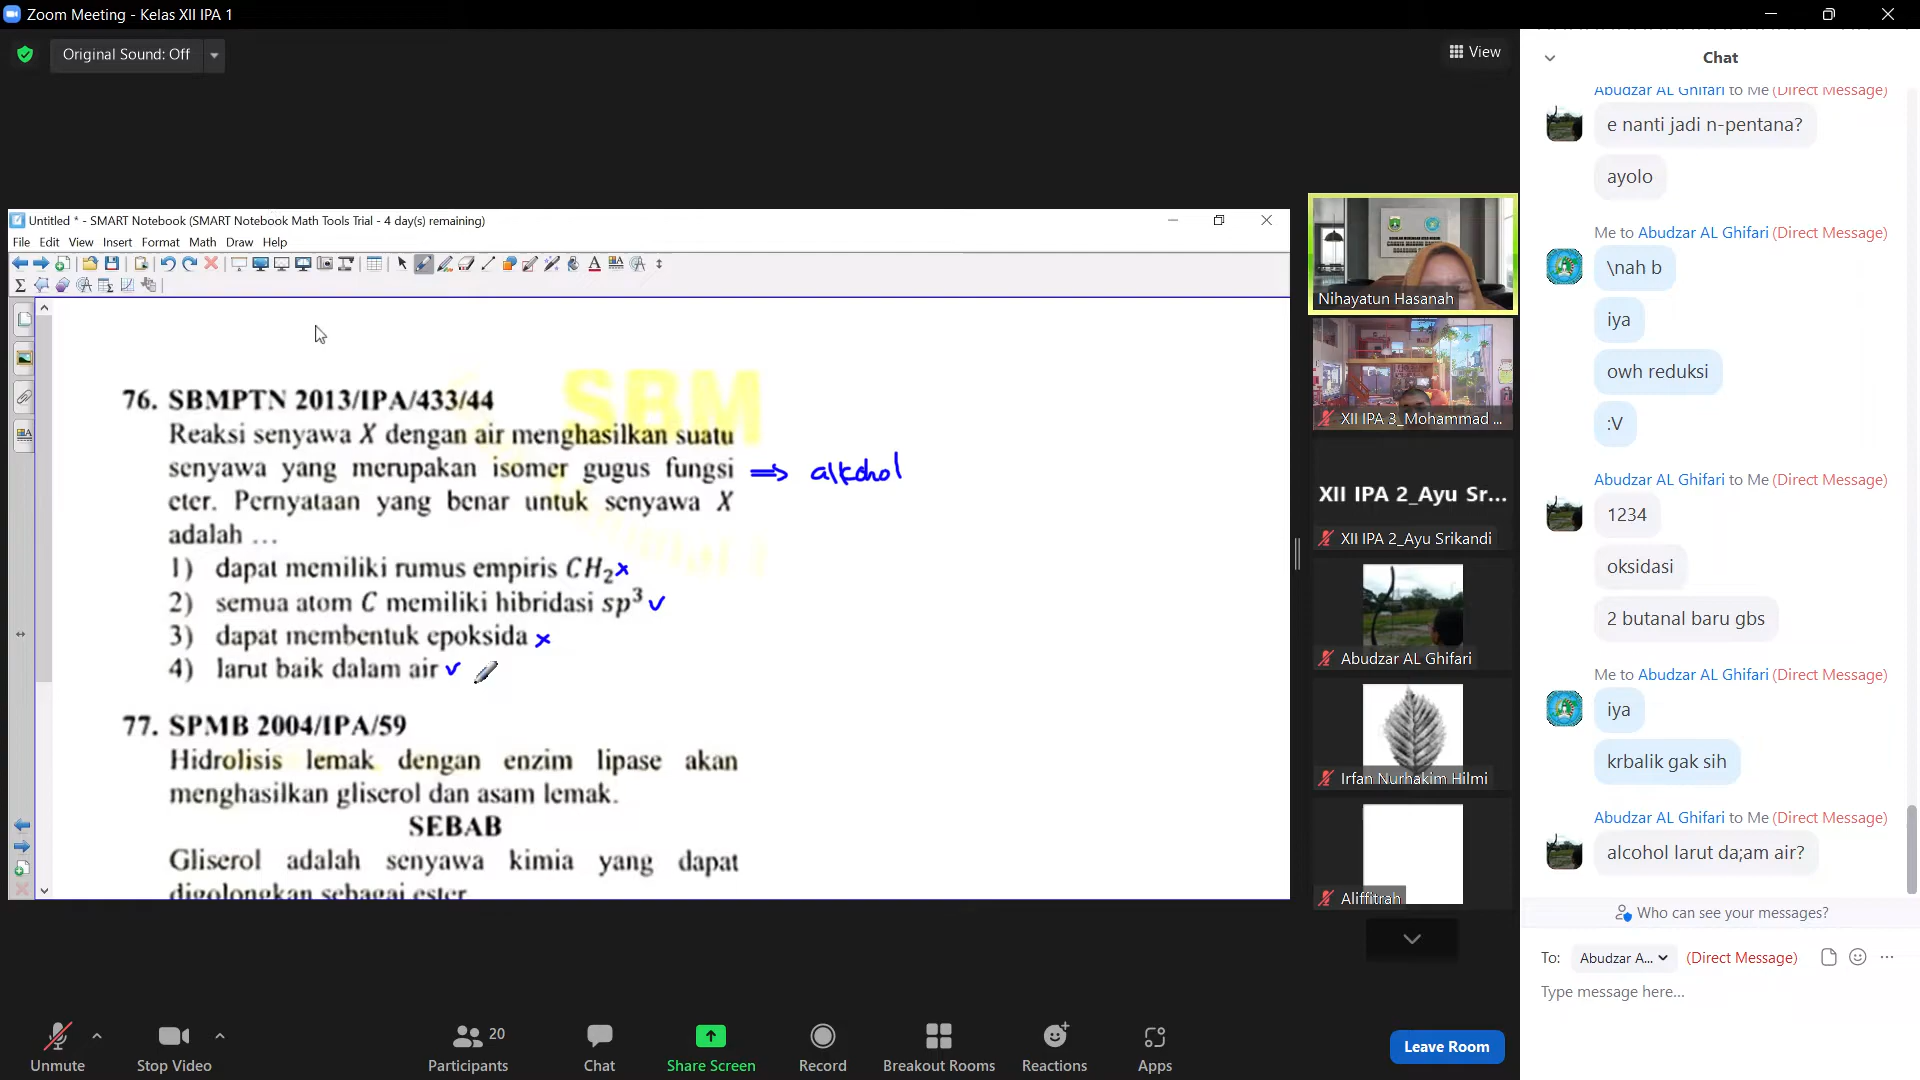 Zoom Meeting - Kelas XII IPA 1
Original Sound: Off
View
Untitled * - SMART Notebook (SMART Notebook Math Tools Trial - 4 day(s) remaining)
File Edit View Insert Format Math Draw Help
SBM
76. SBMPTN 2013/IPA/433/44
Reaksi senyawa X dengan air menghasilkan suatu
senyawa yang merupakan isomer gugus fungsi ⇒ alkohol
eter. Pernyataan yang benar untuk senyawa X
adalah ...
1) dapat memiliki rumus empiris CH₂ x
2) semua atom C memiliki hibridasi sp³ ✓
3) dapat membentuk epoksida x
4) larut baik dalam air ✓
77. SPMB 2004/IPA/59
Hidrolisis lemak dengan enzim lipase akan
menghasilkan gliserol dan asam lemak.
SEBAB
Gliserol adalah senyawa kimia yang dapat
digolongkan sebagai ester
Nihayatun Hasanah
XII IPA 3_Mohammad ...
XII IPA 2_Ayu Sr...
XII IPA 2_Ayu Srikandi
Abudzar AL Ghifari
Irfan Nurhakim Hilmi
Aliffitrah
Chat
Abudzar AL Ghifari to Me (Direct Message)
e nanti jadi n-pentana?
ayolo
Me to Abudzar AL Ghifari (Direct Message)
\nah b
iya
owh reduksi
:V
Abudzar AL Ghifari to Me (Direct Message)
1234
oksidasi
2 butanal baru gbs
Me to Abudzar AL Ghifari (Direct Message)
iya
krbalik gak sih
Abudzar AL Ghifari to Me (Direct Message)
alcohol larut da;am air?
Who can see your messages?
To: Abudzar A... (Direct Message)
Type message here...
Unmute
Stop Video
Participants 20
Chat
Share Screen
Record
Breakout Rooms
Reactions
Apps
Leave Room